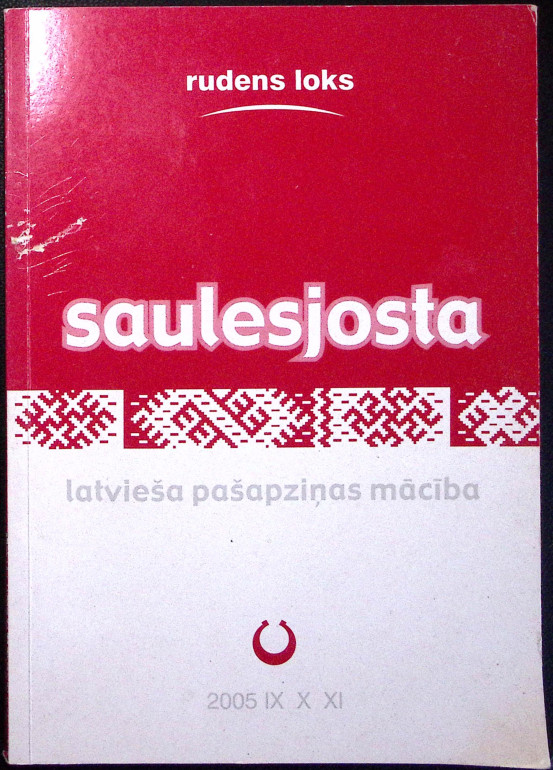 rudens loks
saulesjosta
latvieša pašapziņas mācība
2005 IX X XI